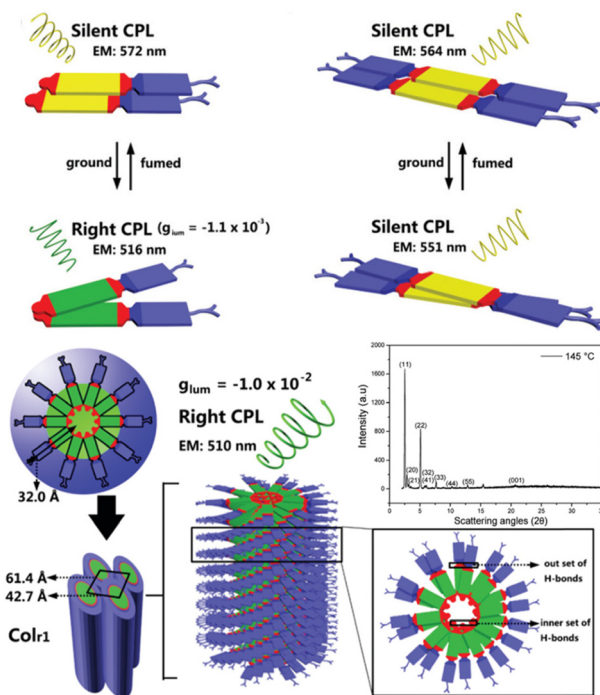 Silent CPL
EM: 572 nm
Silent CPL
EM: 564 nm
ground
fumed
ground
fumed
Right CPL (glum = -1.1 x 10-3)
EM: 516 nm
Silent CPL
EM: 551 nm
32.0 Å
glum = -1.0 x 10-2
Right CPL
EM: 510 nm
Intensity (a.u)
2000
1600
1200
800
400
0
145 °C
(11)
(20)
(21)
(22)
(32)
(41)
(33)
(44)
(55)
(001)
0 5 10 15 20 25 30 35
Scattering angles (2θ)
61.4 Å
42.7 Å
Colr1
out set of
H-bonds
inner set of
H-bonds